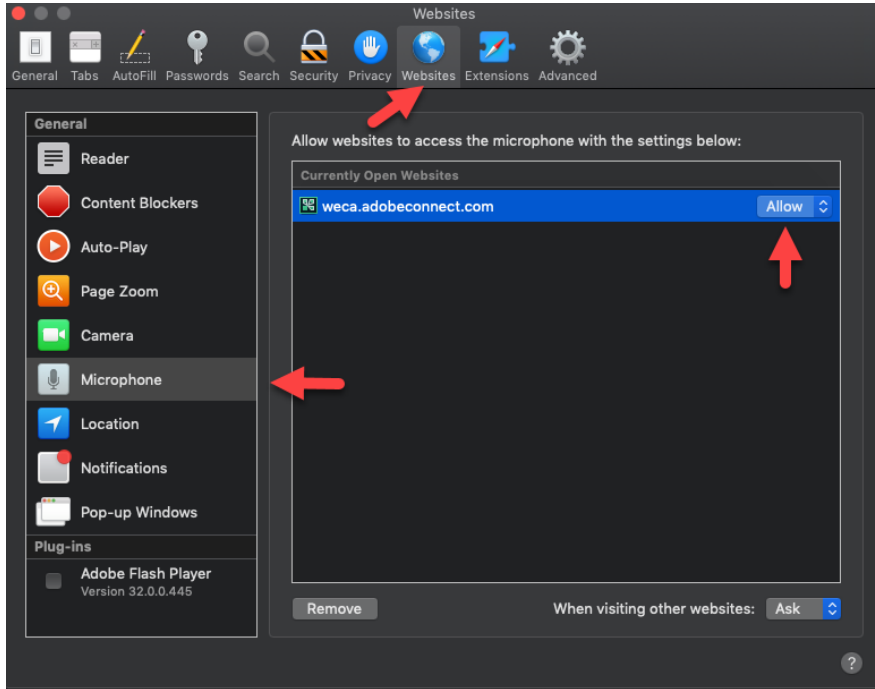 Websites
General Tabs AutoFill Passwords Search Security Privacy Websites Extensions Advanced
General
Reader
Content Blockers
Auto-Play
Page Zoom
Camera
Microphone
Location
Notifications
Pop-up Windows
Plug-ins
Adobe Flash Player
Version 32.0.0.445
Allow websites to access the microphone with the settings below:
Currently Open Websites
weca.adobeconnect.com Allow
Remove When visiting other websites: Ask
?